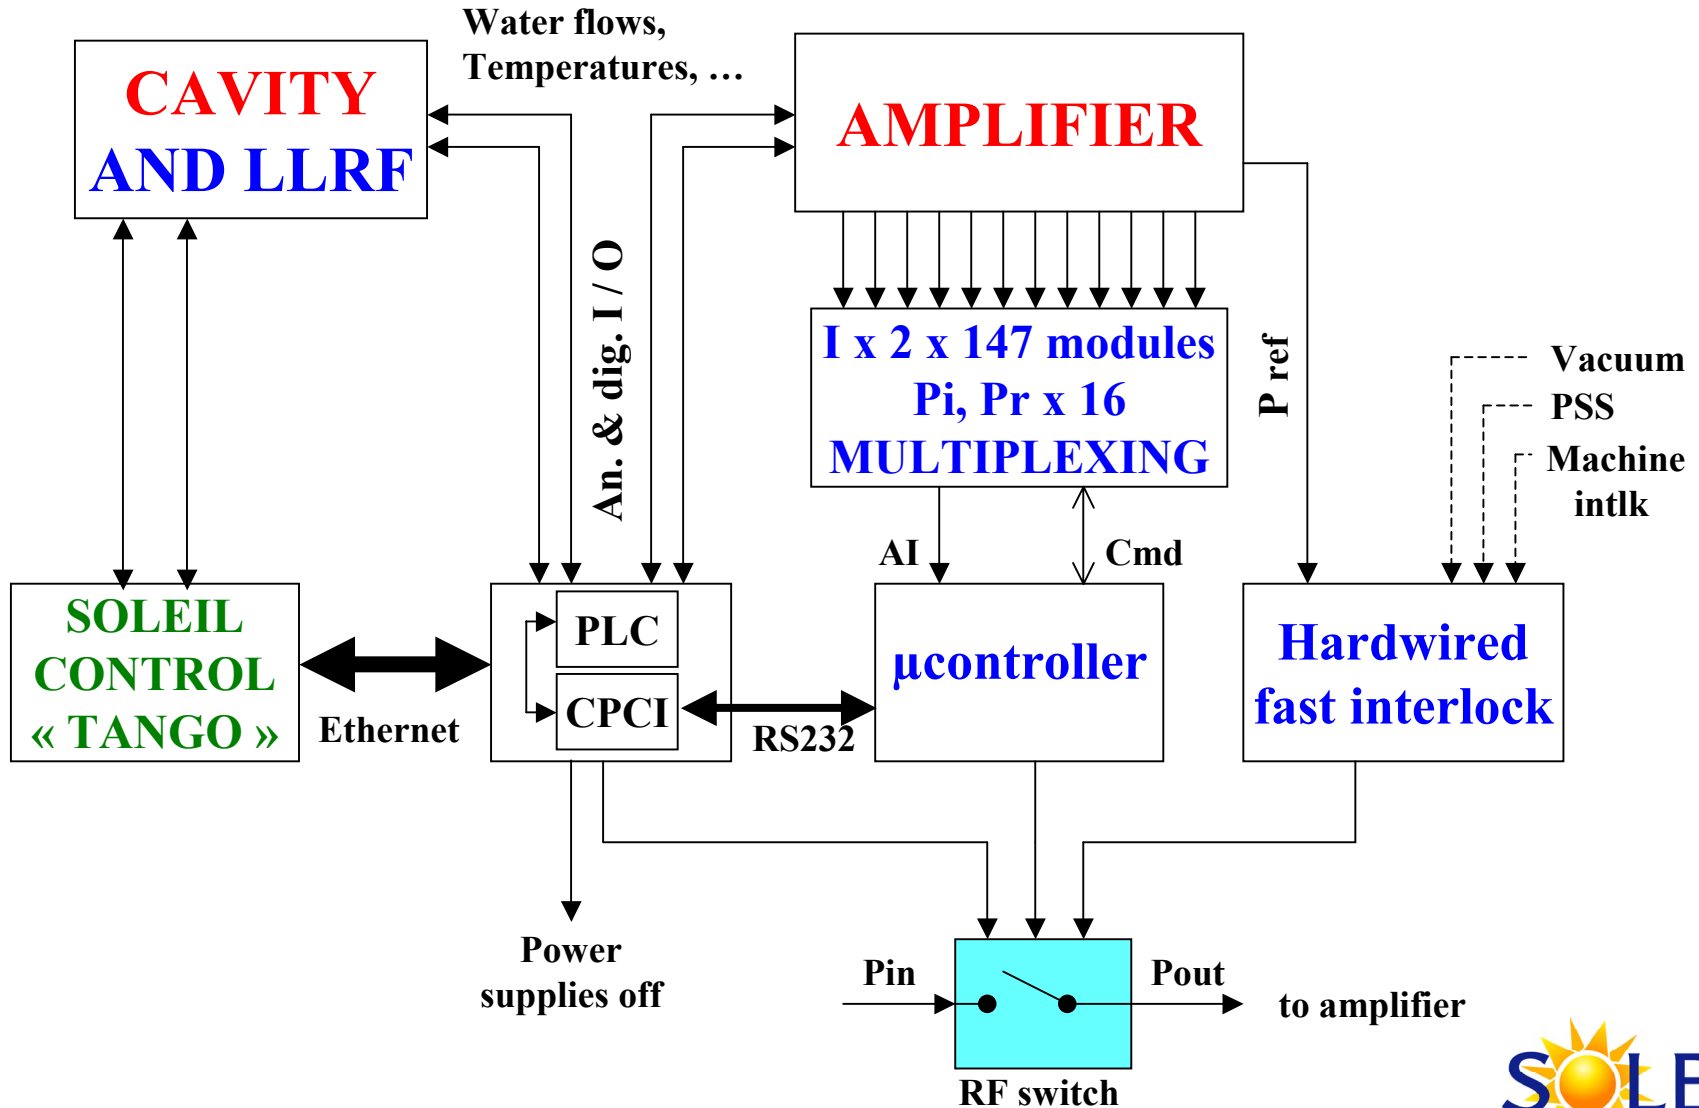 Water flows,
Temperatures, …
CAVITY
AND LLRF
AMPLIFIER
An. & dig. I / O
I x 2 x 147 modules
Pi, Pr x 16
MULTIPLEXING
P ref
Vacuum
PSS
Machine
intlk
AI
Cmd
SOLEIL
CONTROL
« TANGO »
Ethernet
PLC
CPCI
RS232
µcontroller
Hardwired
fast interlock
Power
supplies off
Pin
Pout
to amplifier
RF switch
SOLE